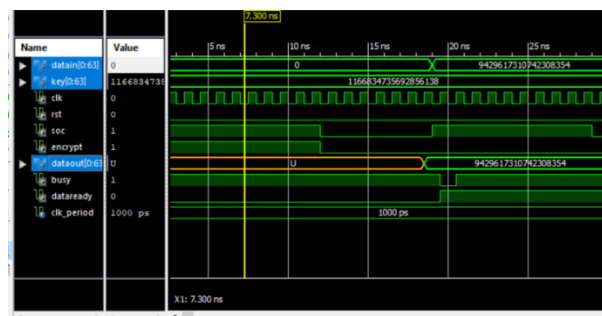 7.300 ns
Name Value 5 ns 10 ns 15 ns 20 ns 25 ns
datain[0:63] 0 0 9429617310742308354
key[0:63] 1166834735 1166834735692856138
clk 0
rst 0
soc 1
encrypt 1
dataout[0:63] U U 9429617310742308354
busy 1
dataready 0
clk_period 1000 ps 1000 ps
X1: 7.300 ns